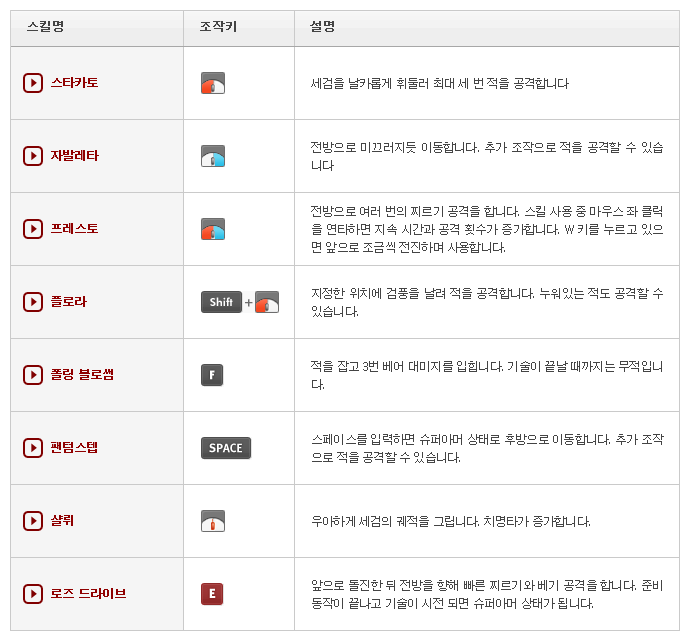 스킬명 조작키 설명
스타카토 세검을 날카롭게 휘둘러 최대 세 번 적을 공격합니다
자발레타 전방으로 미끄러지듯 이동합니다. 추가 조작으로 적을 공격할 수 있습
니다
프레스토 전방으로 여러 번의 찌르기 공격을 합니다. 스킬 사용 중 마우스 좌 클릭
을 연타하면 지속 시간과 공격 횟수가 증가합니다. W 키를 누르고 있으
면 앞으로 조금씩 전진하며 사용합니다.
플로라 Shift + 지정한 위치에 검풍을 날려 적을 공격합니다. 누워있는 적도 공격할 수
있습니다.
폴링 블로썸 F 적을 잡고 3번 베어 대미지를 입힙니다. 기술이 끝날 때까지는 무적입니
다.
팬텀스텝 SPACE 스페이스를 입력하면 슈퍼아머 상태로 후방으로 이동합니다. 추가 조작
으로 적을 공격할 수 있습니다.
샬뤼 우아하게 세검의 궤적을 그립니다. 치명타가 증가합니다.
로즈 드라이브 E 앞으로 돌진한 뒤 전방을 향해 빠른 찌르기와 베기 공격을 합니다. 준비
동작이 끝나고 기술이 시전 되면 슈퍼아머 상태가 됩니다.